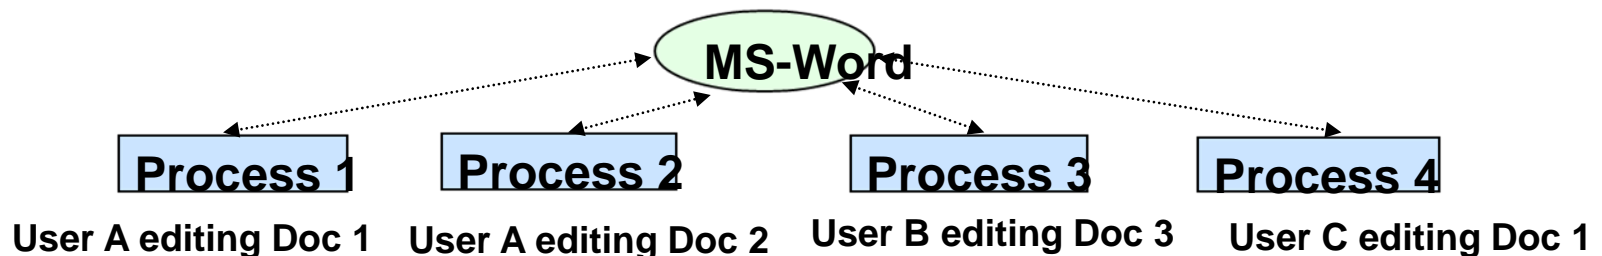 MS-Word
Process 1
Process 2
Process 3
Process 4
User A editing Doc 1
User A editing Doc 2
User B editing Doc 3
User C editing Doc 1